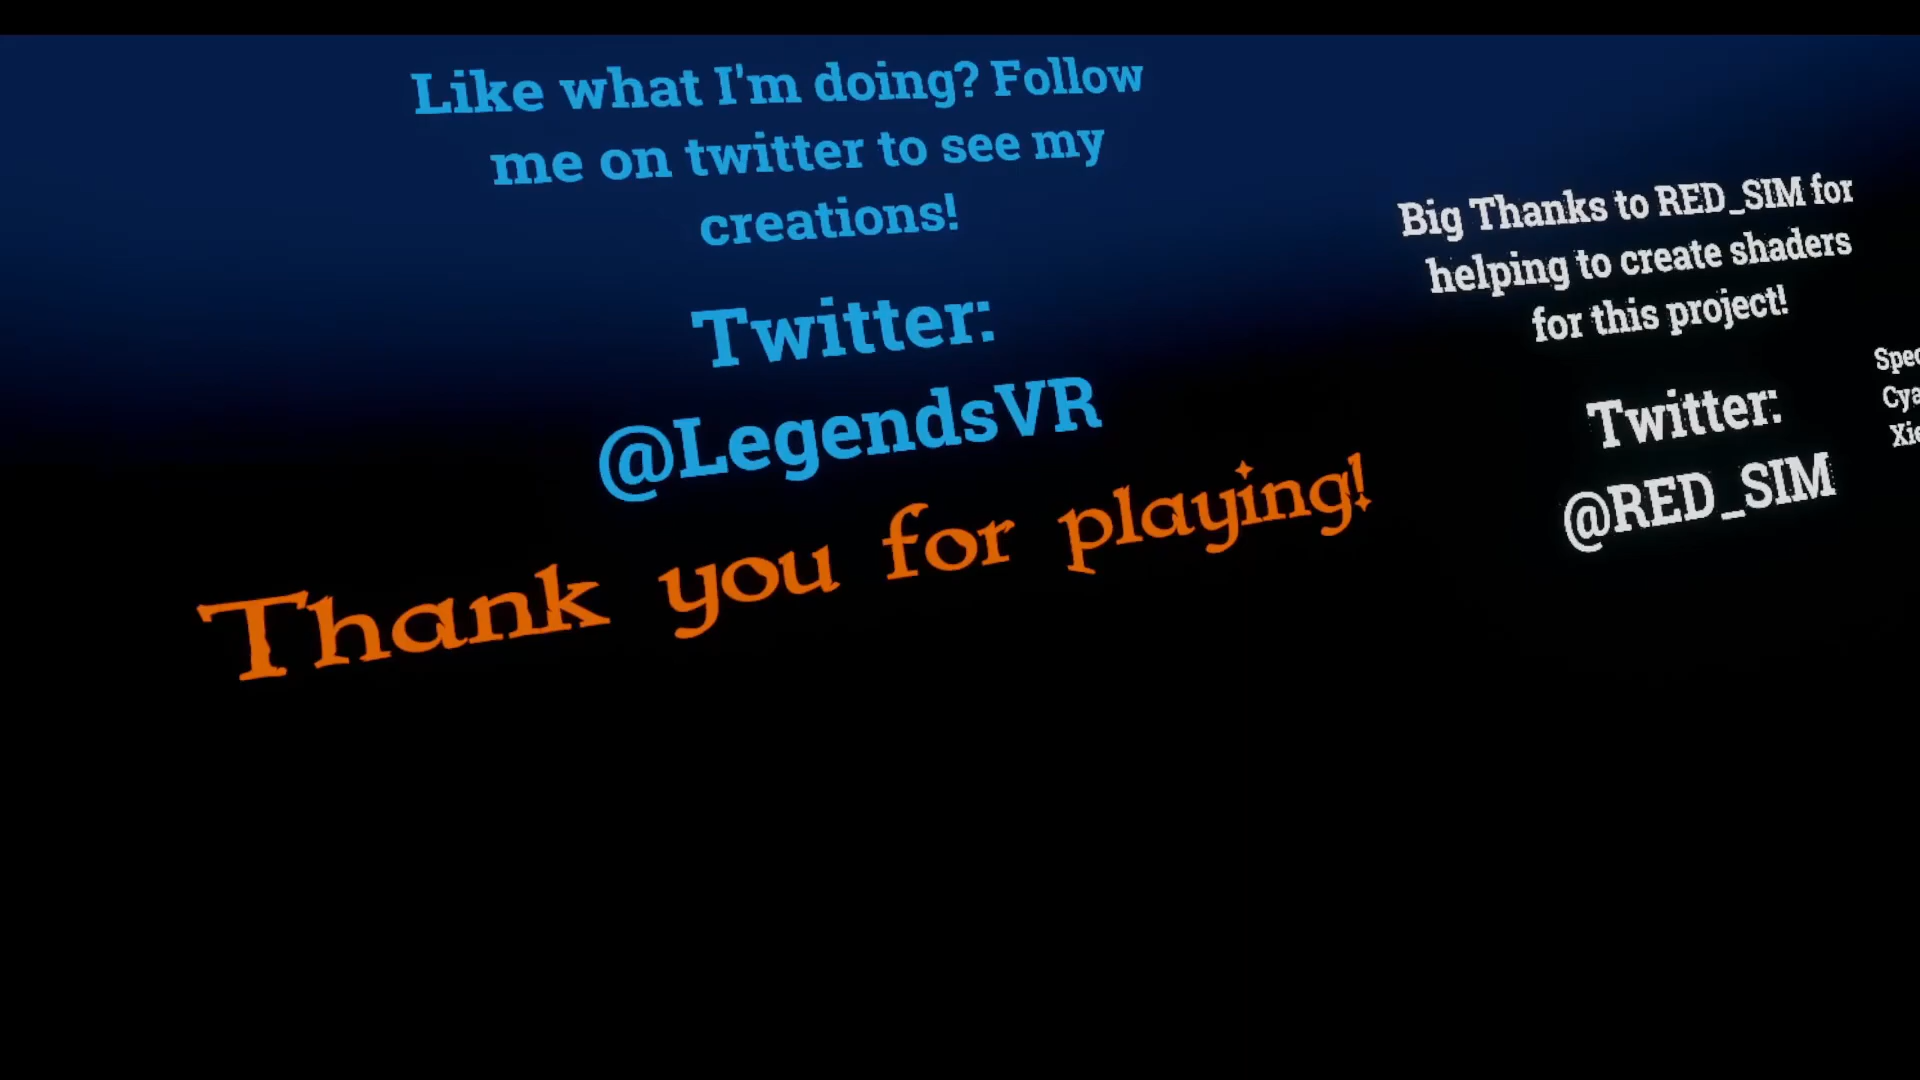 Like what I'm doing? Follow
me on twitter to see my
creations!
Twitter:
@LegendsVR
Thank you for playing!
Big Thanks to RED_SIM for
helping to create shaders
for this project!
Twitter:
@RED_SIM